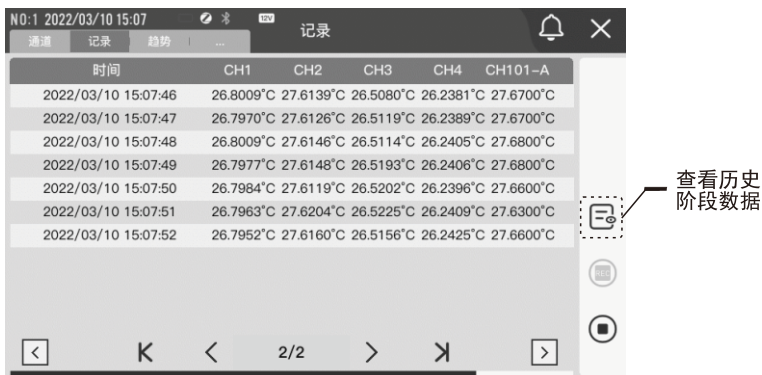 NO:1 2022/03/10 15:07 12V 记录
通道 记录 趋势 ...
时间 CH1 CH2 CH3 CH4 CH101-A
2022/03/10 15:07:46 26.8009°C 27.6139°C 26.5080°C 26.2381°C 27.6700°C
2022/03/10 15:07:47 26.7970°C 27.6126°C 26.5119°C 26.2389°C 27.6700°C
2022/03/10 15:07:48 26.8009°C 27.6146°C 26.5114°C 26.2405°C 27.6800°C
2022/03/10 15:07:49 26.7977°C 27.6148°C 26.5193°C 26.2406°C 27.6800°C
2022/03/10 15:07:50 26.7984°C 27.6119°C 26.5202°C 26.2396°C 27.6600°C
2022/03/10 15:07:51 26.7963°C 27.6204°C 26.5225°C 26.2409°C 27.6300°C
2022/03/10 15:07:52 26.7952°C 27.6160°C 26.5156°C 26.2425°C 27.6600°C
查看历史
阶段数据
REC
2/2